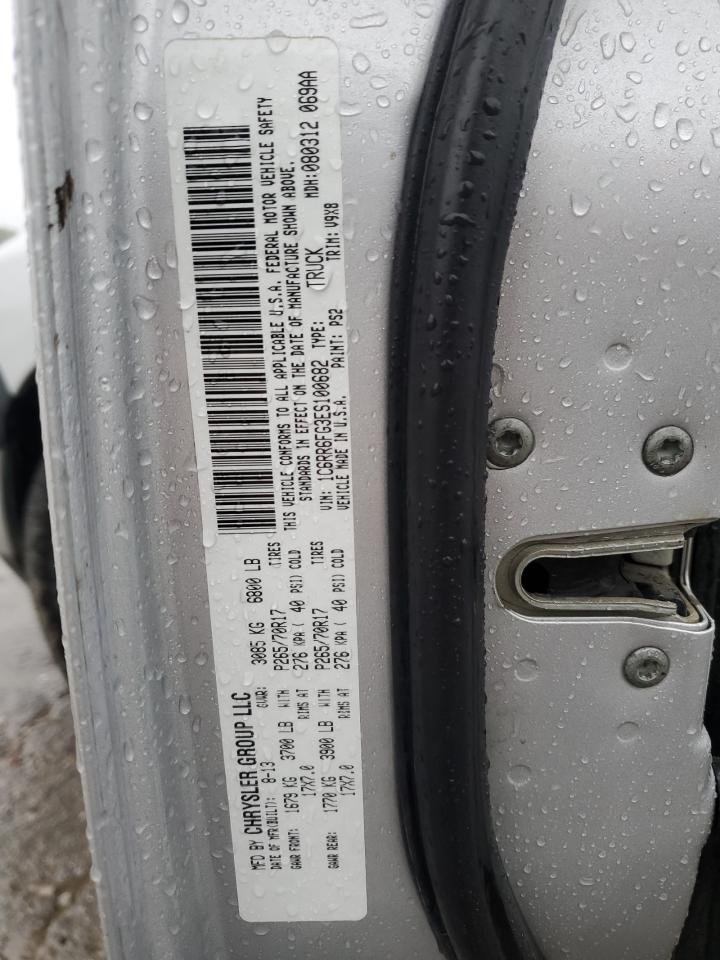 MFD BY CHRYSLER GROUP LLC
DATE OF MFR(BUILT): 8-13 GVWR: 3085 KG 6800 LB
GAWR FRONT: 1679 KG 3700 LB WITH P265/70R17 TIRES
17X7.0 RIMS AT 276 KPA ( 40 PSI) COLD
GAWR REAR: 1770 KG 3900 LB WITH P265/70R17 TIRES
17X7.0 RIMS AT 276 KPA ( 40 PSI) COLD
THIS VEHICLE CONFORMS TO ALL APPLICABLE U.S.A. FEDERAL MOTOR VEHICLE SAFETY
STANDARDS IN EFFECT ON THE DATE OF MANUFACTURE SHOWN ABOVE.
VIN: 1C6RR6FG3ES100682 TYPE: TRUCK MDH:080312 069AA
VEHICLE MADE IN U.S.A. PAINT: PS2 TRIM: V9X8